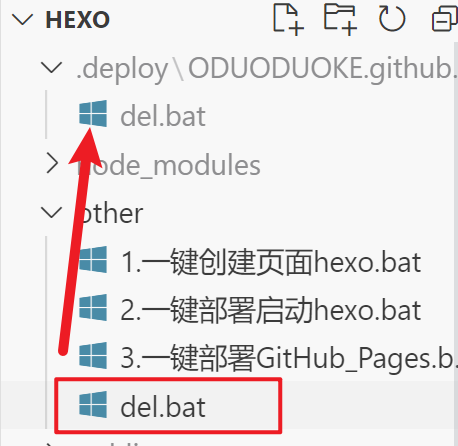 HEXO
.deploy\ODUODUOKE.github.
del.bat
node_modules
other
1.一键创建页面hexo.bat
2.一键部署启动hexo.bat
3.一键部署GitHub_Pages.b.
del.bat